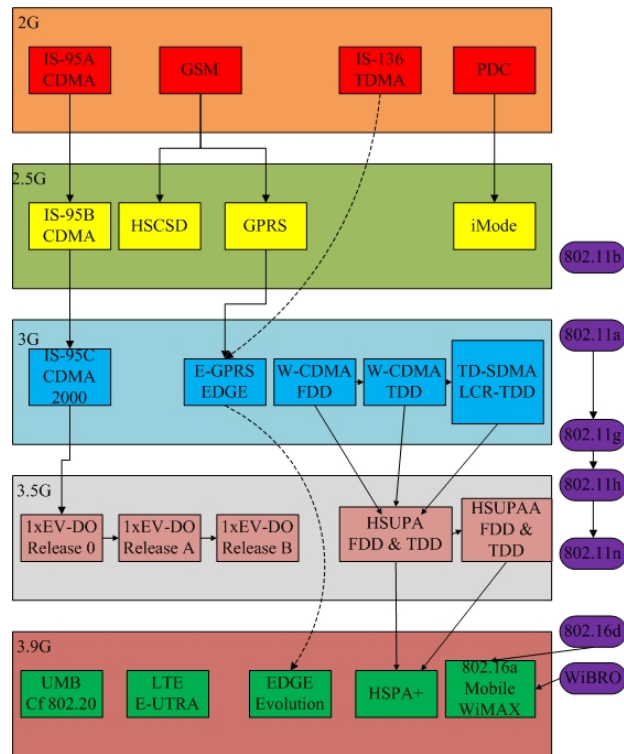 2G
IS-95A
CDMA
GSM
IS-136
TDMA
PDC
2.5G
IS-95B
CDMA
HSCSD
GPRS
iMode
802.11b
3G
IS-95C
CDMA
2000
E-GPRS
EDGE
W-CDMA
FDD
W-CDMA
TDD
TD-SDMA
LCR-TDD
802.11a
802.11g
3.5G
1xEV-DO
Release 0
1xEV-DO
Release A
1xEV-DO
Release B
HSUPA
FDD & TDD
HSUPAA
FDD &
TDD
802.11h
802.11n
3.9G
UMB
Cf 802.20
LTE
E-UTRA
EDGE
Evolution
HSPA+
802.16a
Mobile
WiMAX
802.16d
WiBRO